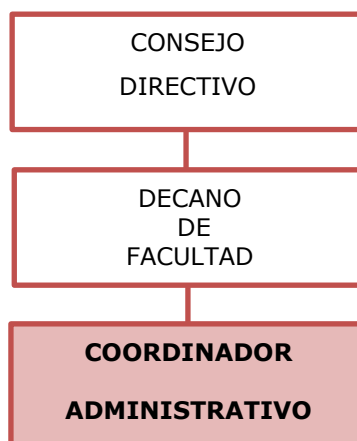 CONSEJO
DIRECTIVO
DECANO
DE
FACULTAD
COORDINADOR
ADMINISTRATIVO